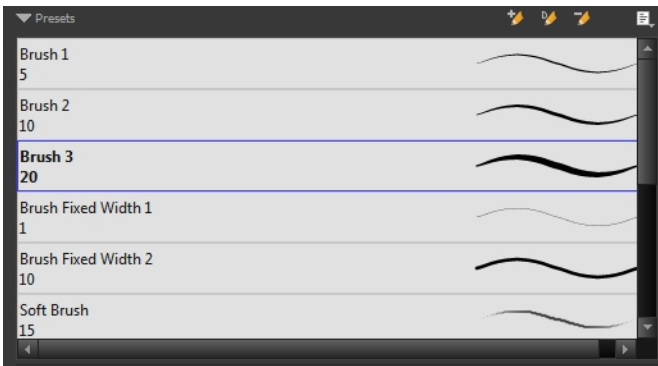 Presets
Brush 1
5
Brush 2
10
Brush 3
20
Brush Fixed Width 1
1
Brush Fixed Width 2
10
Soft Brush
15